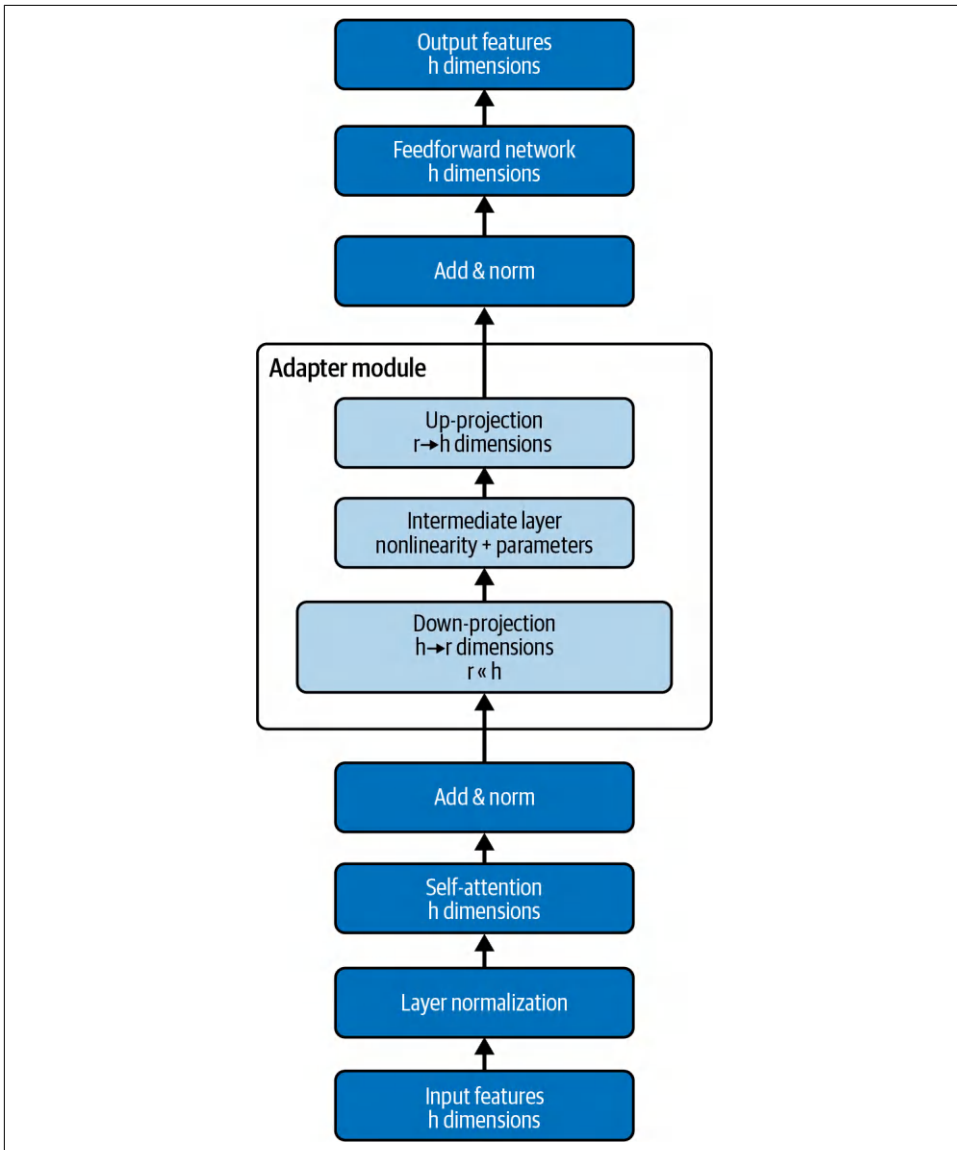 Output features
h dimensions
Feedforward network
h dimensions
Add & norm
Adapter module
Up-projection
r→h dimensions
Intermediate layer
nonlinearity + parameters
Down-projection
h→r dimensions
r « h
Add & norm
Self-attention
h dimensions
Layer normalization
Input features
h dimensions